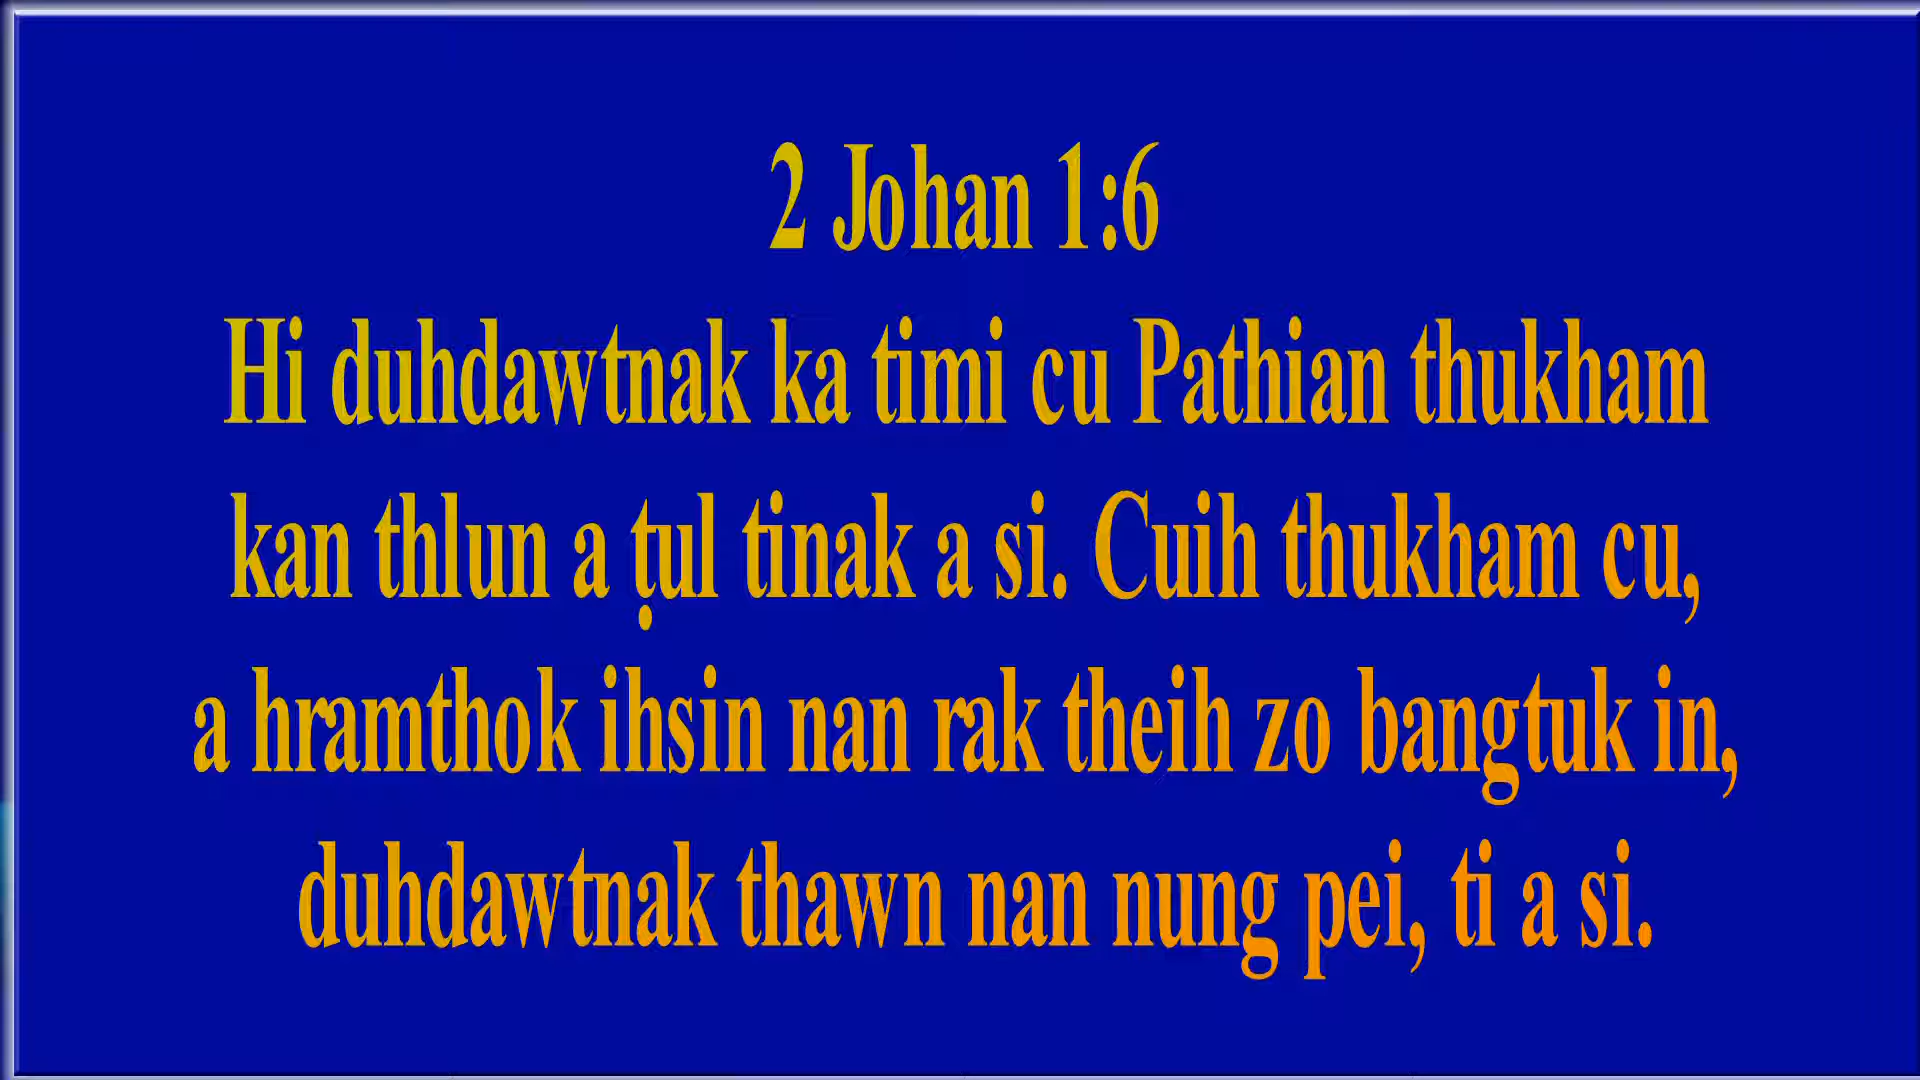 2 Johan 1:6
Hi duhdawtnak ka timi cu Pathian thukham
kan thlun a ṭul tinak a si. Cuih thukham cu,
a hramthok ihsin nan rak theih zo bangtuk in,
duhdawtnak thawn nan nung pei, ti a si.